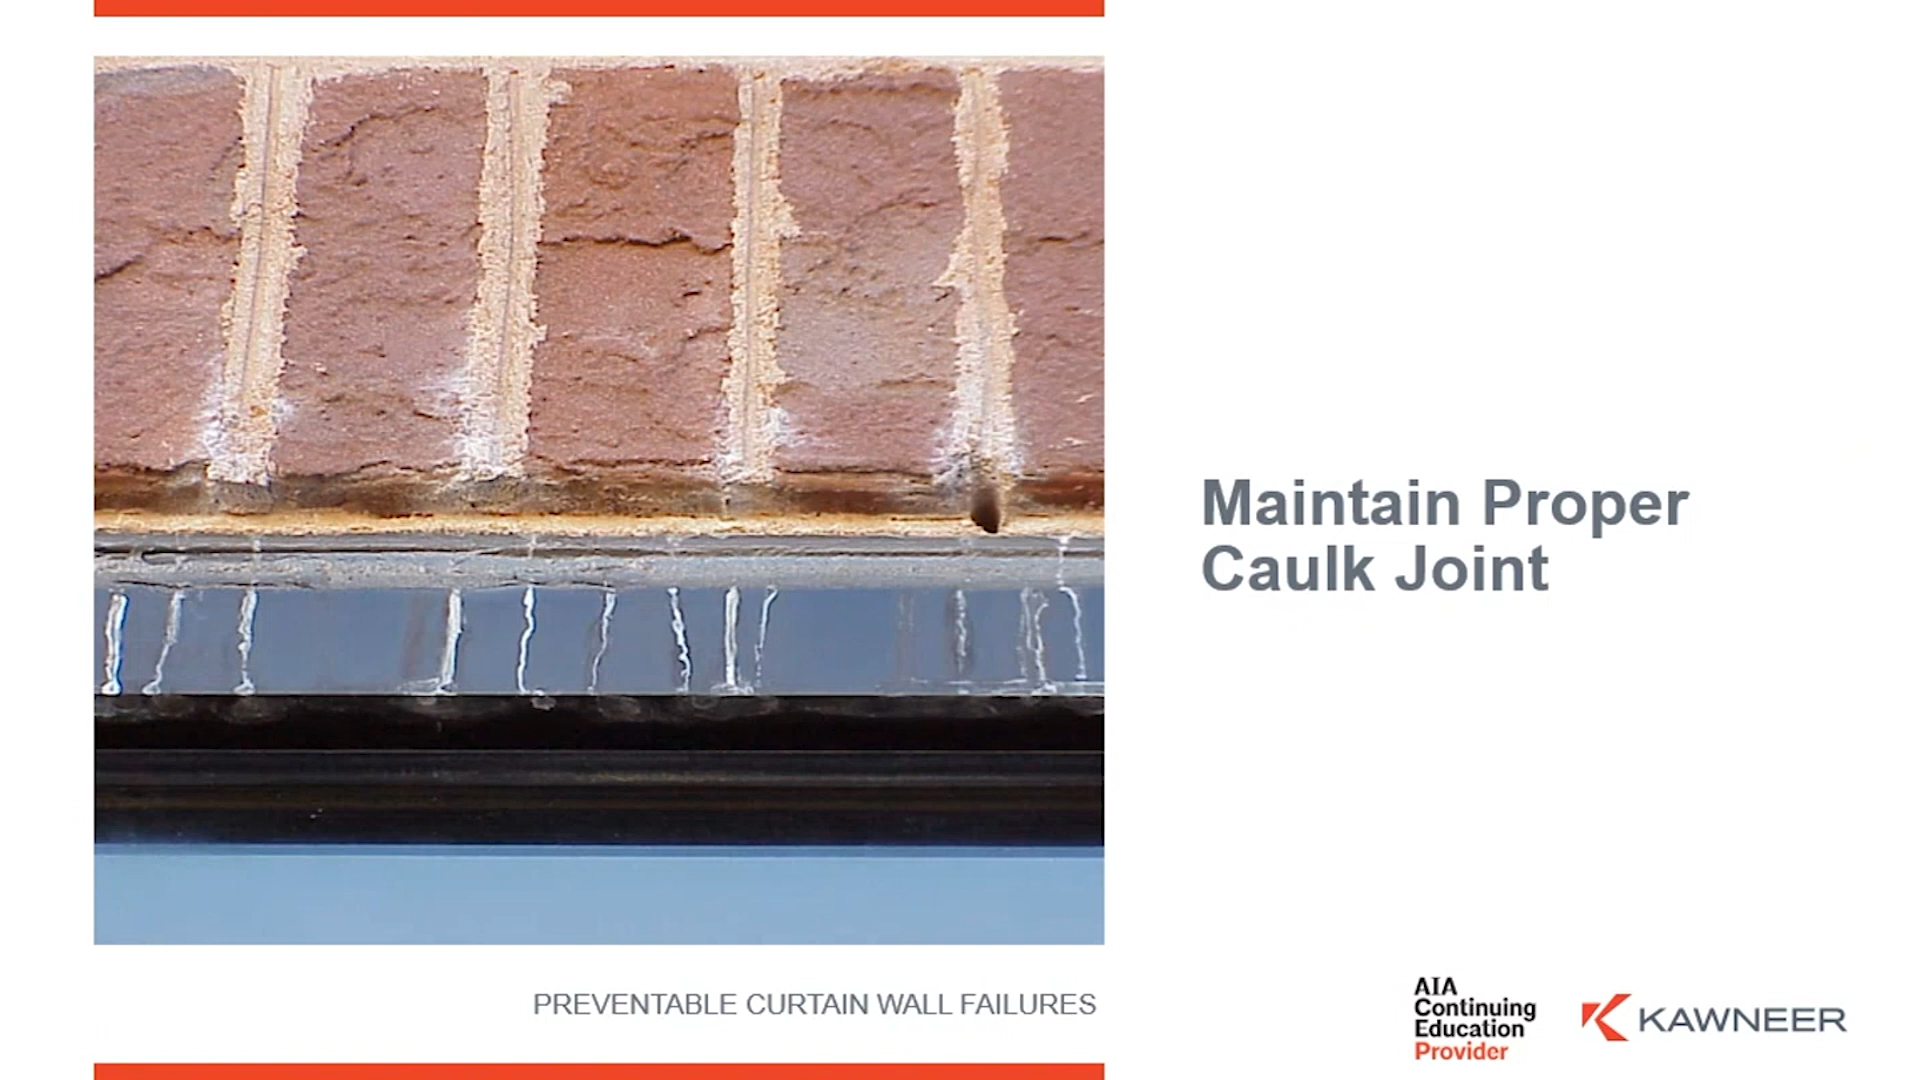 Maintain Proper
Caulk Joint
PREVENTABLE CURTAIN WALL FAILURES
AIA
Continuing
Education
Provider
KAWNEER